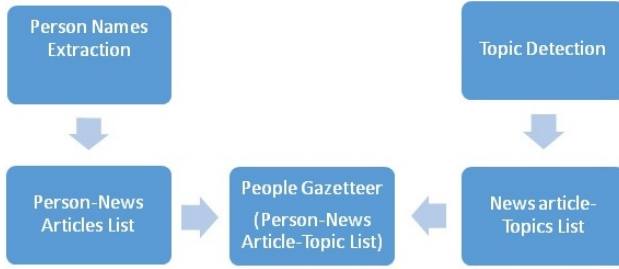 Person Names
Extraction
Topic Detection
Person-News
Articles List
People Gazetteer
(Person-News
Article-Topic List)
News article-
Topics List